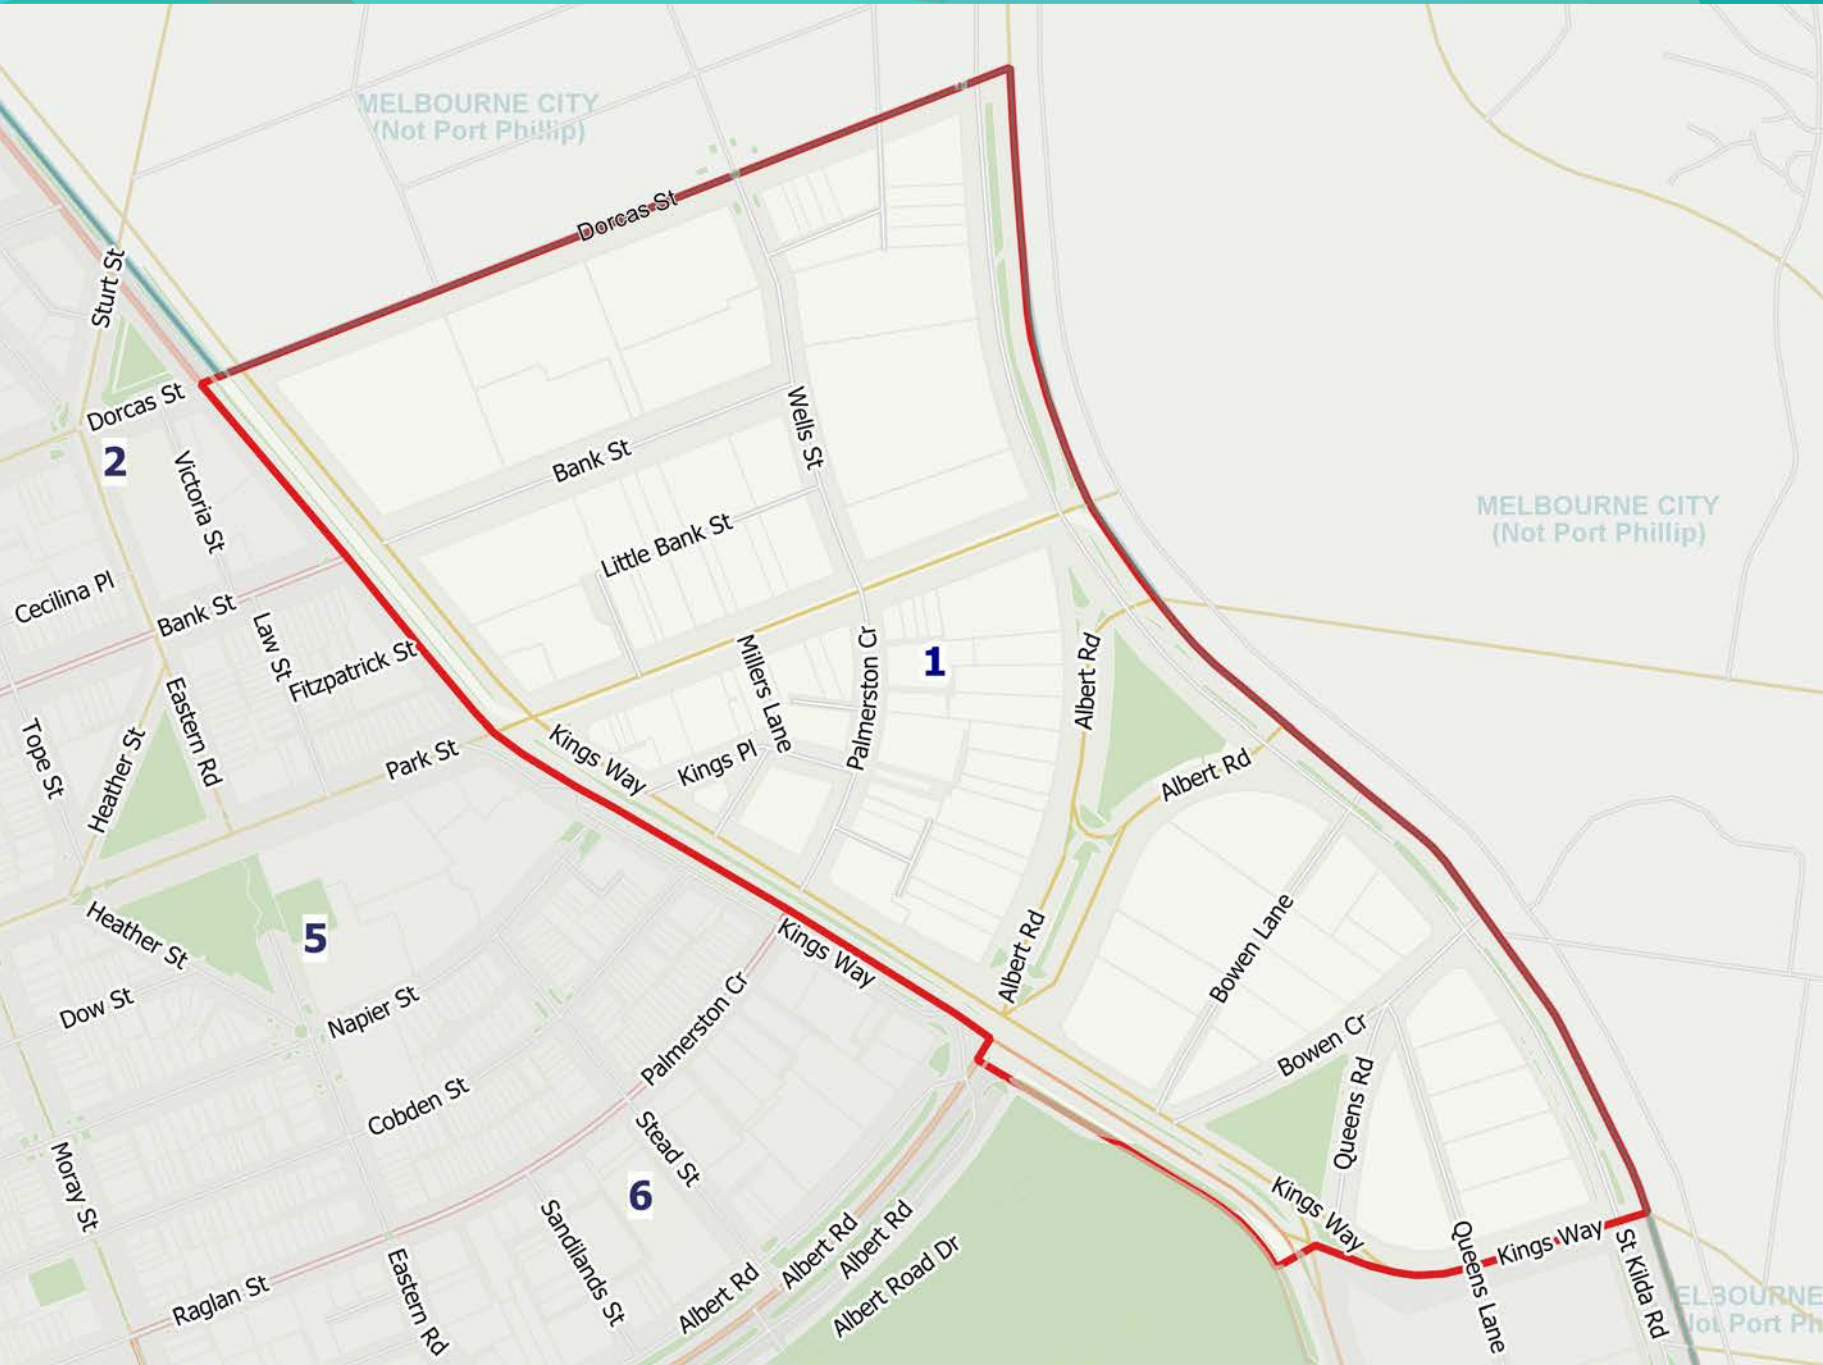 MELBOURNE CITY
(Not Port Phillip)
Dorcas St
Sturt St
Dorcas St
2
Victoria St
Wells St
Bank St
Little Bank St
MELBOURNE CITY
(Not Port Phillip)
Cecilina Pl
Bank St
Law St
Fitzpatrick St
Millers Lane
Palmerston Cr
1
Albert Rd
Eastern Rd
Tope St
Heather St
Park St
Kings Way
Kings Pl
Albert Rd
Heather St
5
Kings Way
Albert Rd
Bowen Lane
Dow St
Napier St
Palmerston Cr
Bowen Cr
Queens Rd
Cobden St
Stead St
Moray St
6
Kings Way
Sandilands St
Albert Rd
Albert Rd
Albert Rd
Albert Road Dr
Queens Lane
Kings Way
St Kilda Rd
Raglan St
Eastern Rd
ELBOURNE
Not Port Ph